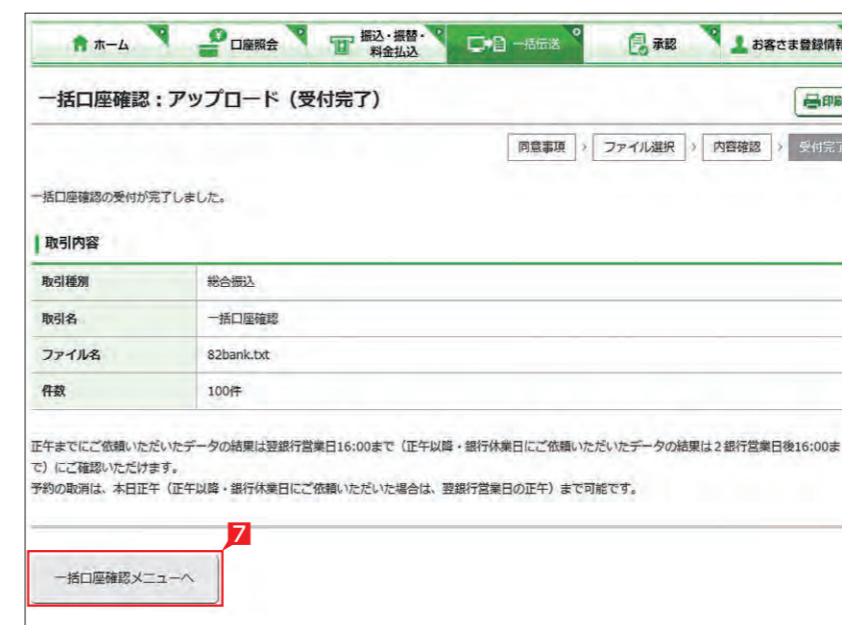 ホーム 口座照会 振込・振替・ 一括伝送 承認 お客さま登録情報
料金払込
一括口座確認：アップロード（受付完了）
印刷
同意事項 › ファイル選択 › 内容確認 › 受付完了
一括口座確認の受付が完了しました。
取引内容
取引種別 総合振込
取引名 一括口座確認
ファイル名 82bank.txt
件数 100件
正午までにご依頼いただいたデータの結果は翌銀行営業日16:00まで（正午以降・銀行休業日にご依頼いただいたデータの結果は２銀行営業日後16:00ま
で）にご確認いただけます。
予約の取消は、本日正午（正午以降・銀行休業日にご依頼いただいた場合は、翌銀行営業日の正午）まで可能です。
7
一括口座確認メニューへ